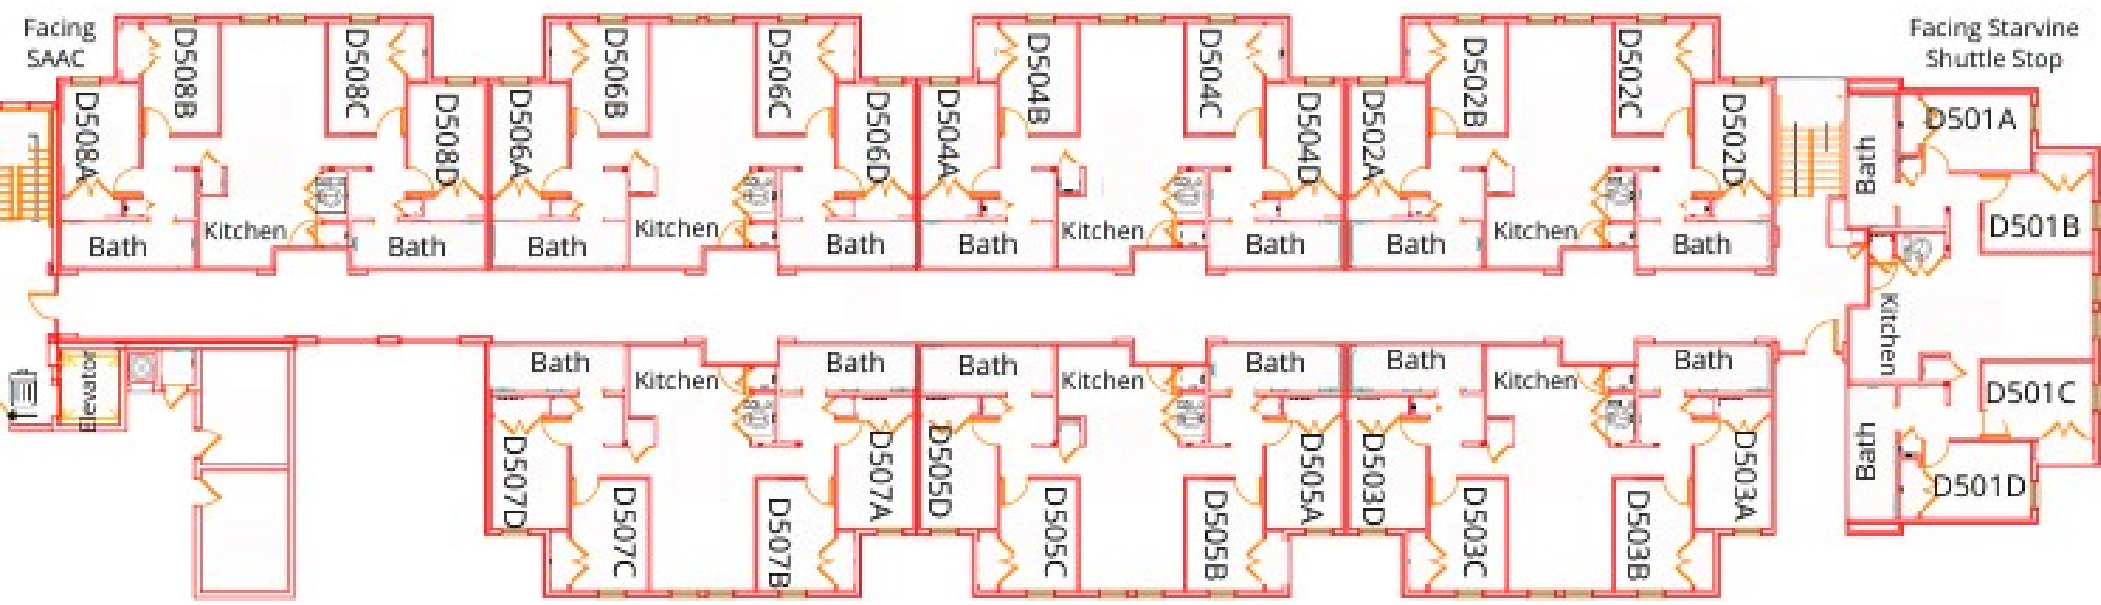 Facing
SAAC
Facing Starvine
Shuttle Stop
D508B
D508C
D506B
D506C
D504B
D504C
D502B
D502C
D508A
D508D
D506A
D506D
D504A
D504D
D502A
D502D
Bath
D501A
D501B
Bath
Kitchen
Bath
Bath
Kitchen
Bath
Bath
Kitchen
Bath
Bath
Kitchen
Bath
Kitchen
Elevator
Bath
Kitchen
Bath
Bath
Kitchen
Bath
Bath
Kitchen
Bath
D501C
Bath
D501D
D507D
D507A
D505D
D505A
D503D
D503A
D507C
D507B
D505C
D505B
D503C
D503B